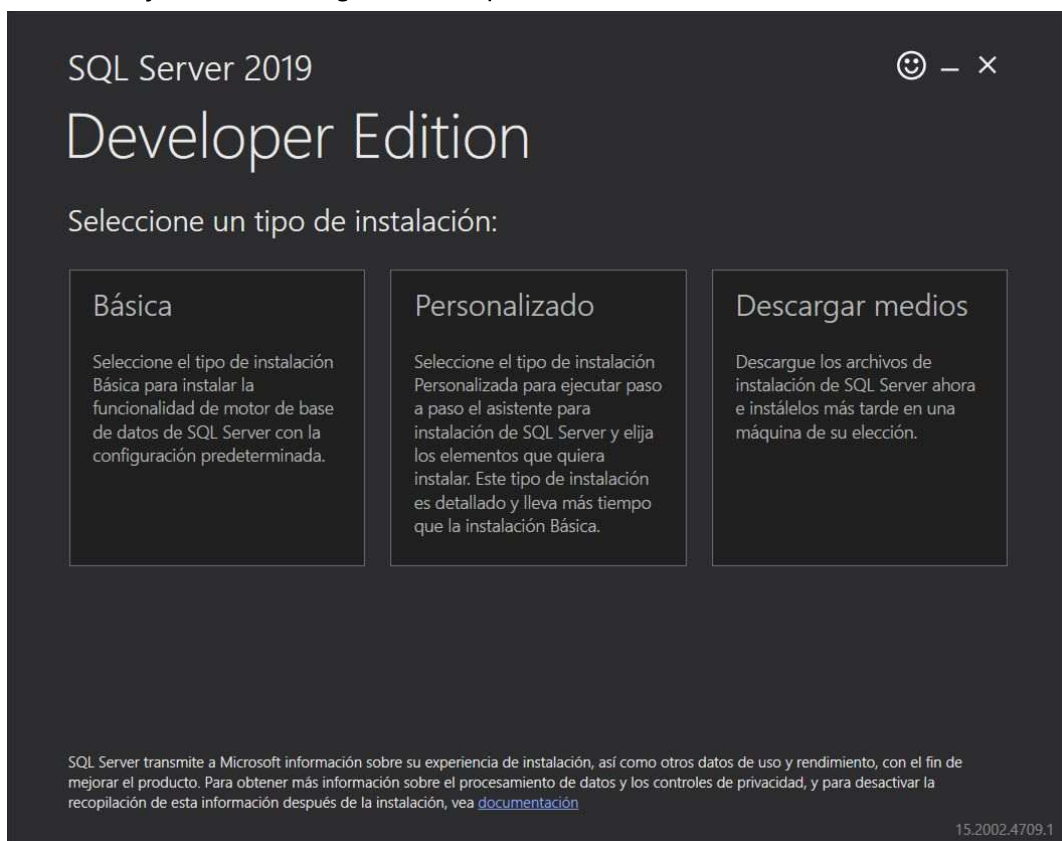 SQL Server 2019
Developer Edition
Seleccione un tipo de instalación:
Básica
Seleccione el tipo de instalación
Básica para instalar la
funcionalidad de motor de base
de datos de SQL Server con la
configuración predeterminada.
Personalizado
Seleccione el tipo de instalación
Personalizada para ejecutar paso
a paso el asistente para
instalación de SQL Server y elija
los elementos que quiera
instalar. Este tipo de instalación
es detallado y lleva más tiempo
que la instalación Básica.
Descargar medios
Descargue los archivos de
instalación de SQL Server ahora
e instálelos más tarde en una
máquina de su elección.
SQL Server transmite a Microsoft información sobre su experiencia de instalación, así como otros datos de uso y rendimiento, con el fin de
mejorar el producto. Para obtener más información sobre el procesamiento de datos y los controles de privacidad, y para desactivar la
recopilación de esta información después de la instalación, vea documentación
15.2002.4709.1